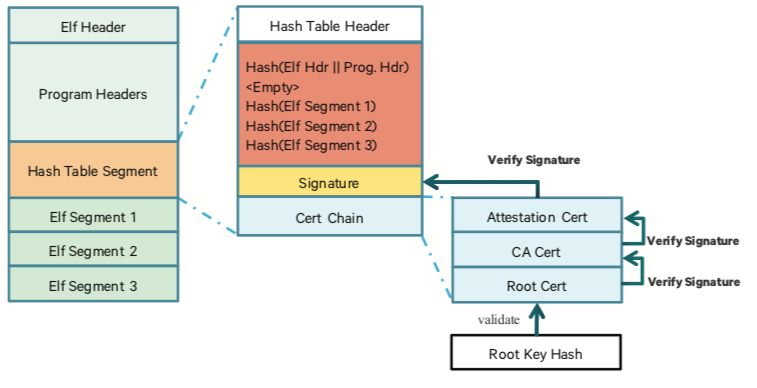 Elf Header
Program Headers
Hash Table Segment
Elf Segment 1
Elf Segment 2
Elf Segment 3
Hash Table Header
Hash(Elf Hdr || Prog. Hdr)
<Empty>
Hash(Elf Segment 1)
Hash(Elf Segment 2)
Hash(Elf Segment 3)
Signature
Cert Chain
Verify Signature
Attestation Cert
CA Cert
Root Cert
Verify Signature
Verify Signature
validate
Root Key Hash